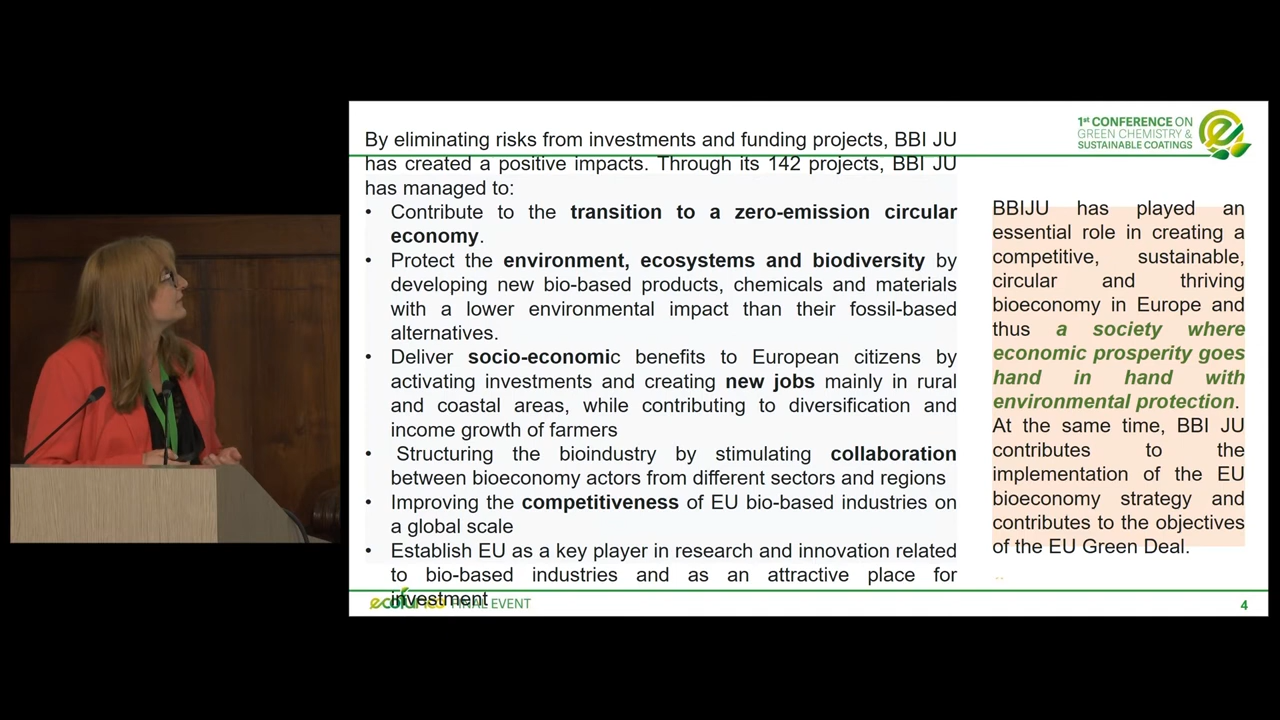 1st CONFERENCE ON
GREEN CHEMISTRY &
SUSTAINABLE COATINGS
By eliminating risks from investments and funding projects, BBI JU
has created a positive impacts. Through its 142 projects, BBI JU
has managed to:
• Contribute to the transition to a zero-emission circular
economy.
• Protect the environment, ecosystems and biodiversity by
developing new bio-based products, chemicals and materials
with a lower environmental impact than their fossil-based
alternatives.
• Deliver socio-economic benefits to European citizens by
activating investments and creating new jobs mainly in rural
and coastal areas, while contributing to diversification and
income growth of farmers
• Structuring the bioindustry by stimulating collaboration
between bioeconomy actors from different sectors and regions
• Improving the competitiveness of EU bio-based industries on
a global scale
• Establish EU as a key player in research and innovation related
to bio-based industries and as an attractive place for
investment
BBIJU has played an
essential role in creating a
competitive, sustainable,
circular and thriving
bioeconomy in Europe and
thus a society where
economic prosperity goes
hand in hand with
environmental protection.
At the same time, BBI JU
contributes to the
implementation of the EU
bioeconomy strategy and
contributes to the objectives
of the EU Green Deal.
..
FINAL EVENT
4